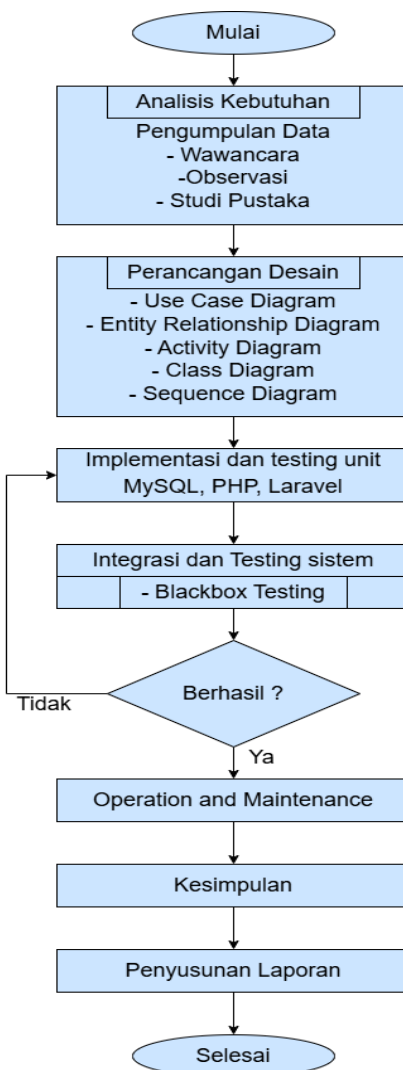 Mulai
Analisis Kebutuhan
Pengumpulan Data
- Wawancara
-Observasi
- Studi Pustaka
Perancangan Desain
- Use Case Diagram
- Entity Relationship Diagram
- Activity Diagram
- Class Diagram
- Sequence Diagram
Implementasi dan testing unit
MySQL, PHP, Laravel
Integrasi dan Testing sistem
- Blackbox Testing
Berhasil ?
Tidak
Ya
Operation and Maintenance
Kesimpulan
Penyusunan Laporan
Selesai